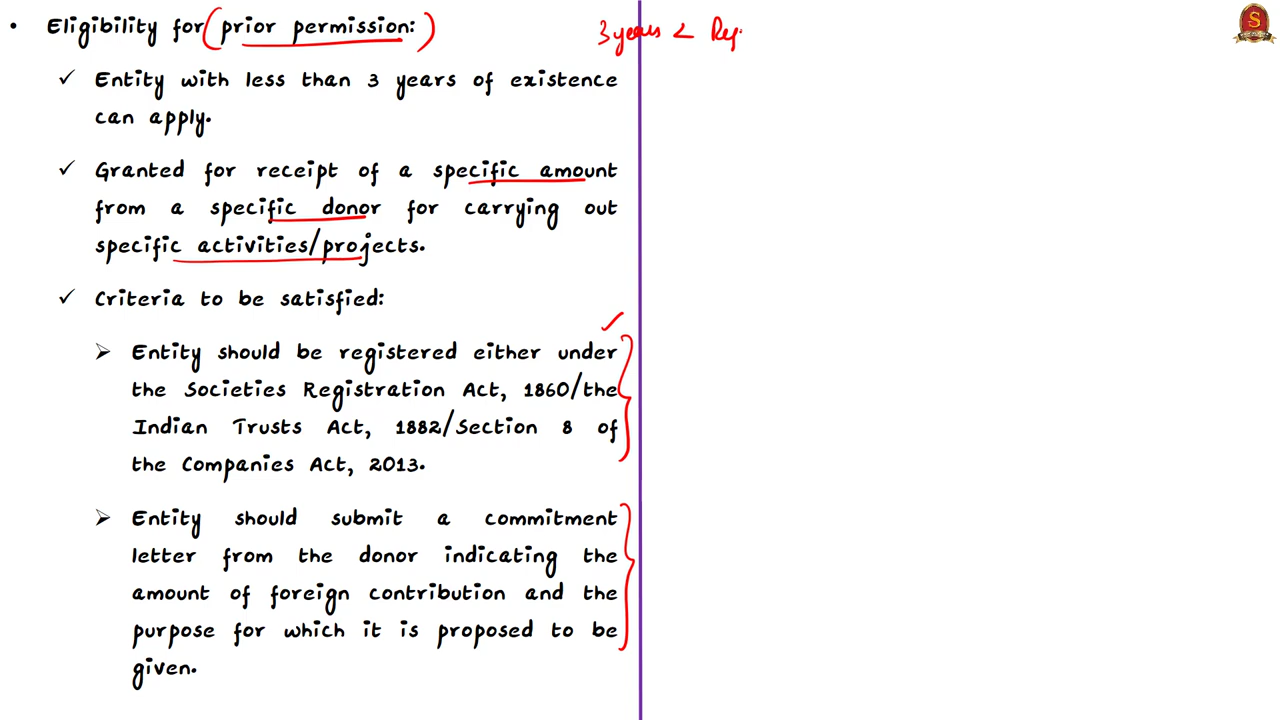 • Eligibility for (prior permission:)
3 years < Reg.
✓ Entity with less than 3 years of existence
can apply.
✓ Granted for receipt of a specific amount
from a specific donor for carrying out
specific activities/projects.
✓ Criteria to be satisfied:
➢ Entity should be registered either under
the Societies Registration Act, 1860/the
Indian Trusts Act, 1882/Section 8 of
the Companies Act, 2013.
➢ Entity should submit a commitment
letter from the donor indicating the
amount of foreign contribution and the
purpose for which it is proposed to be
given.